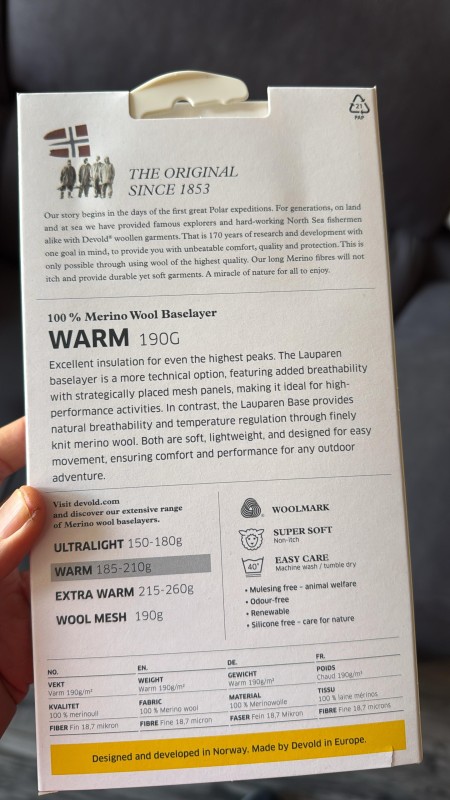 21
PAP
THE ORIGINAL
SINCE 1853
Our story begins in the days of the first great Polar expeditions. For generations, on land
and at sea we have provided famous explorers and hard-working North Sea fishermen
alike with Devold® woollen garments. That is 170 years of research and development with
one goal in mind, to provide you with unbeatable comfort, quality and protection. This is
only possible through using wool of the highest quality. Our long Merino fibres will not
itch and provide durable yet soft garments. A miracle of nature for all to enjoy.
100 % Merino Wool Baselayer
WARM 190G
Excellent insulation for even the highest peaks. The Lauparen
baselayer is a more technical option, featuring added breathability
with strategically placed mesh panels, making it ideal for high-
performance activities. In contrast, the Lauparen Base provides
natural breathability and temperature regulation through finely
knit merino wool. Both are soft, lightweight, and designed for easy
movement, ensuring comfort and performance for any outdoor
adventure.
Visit devold.com
and discover our extensive range
of Merino wool baselayers.
ULTRALIGHT 150-180g
WARM 185-210g
EXTRA WARM 215-260g
WOOL MESH 190g
WOOLMARK
SUPER SOFT
Non-itch
40°
EASY CARE
Machine wash / tumble dry
• Mulesing free - animal welfare
• Odour-free
• Renewable
• Silicone free - care for nature
NO.
VEKT
Varm 190g/m²
KVALITET
100 % merinoull
FIBER Fin 18,7 mikron
EN.
WEIGHT
Warm 190g/m²
FABRIC
100 % Merino wool
FIBRE Fine 18,7 micron
DE.
GEWICHT
Warm 190g/m²
MATERIAL
100 % Merinowolle
FASER Fein 18,7 Mikron
FR.
POIDS
Chaud 190g/m²
TISSU
100 % laine mérinos
FIBRE Fine 18,7 microns
Designed and developed in Norway. Made by Devold in Europe.